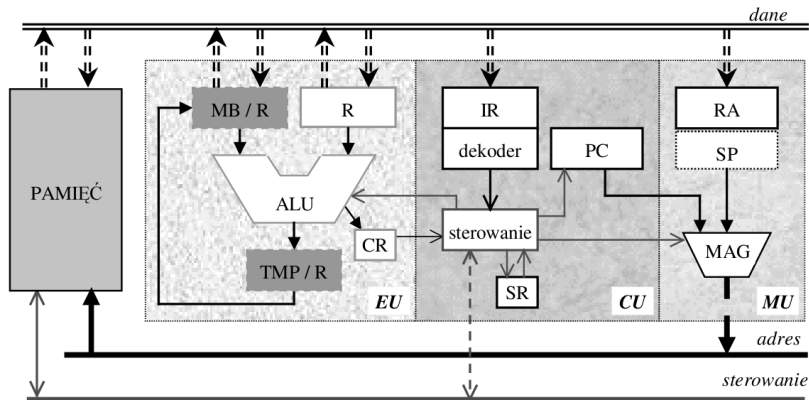 dane
MB / R
R
IR
RA
dekoder
PC
SP
PAMIĘĆ
ALU
sterowanie
CR
MAG
TMP / R
SR
EU
CU
MU
adres
sterowanie